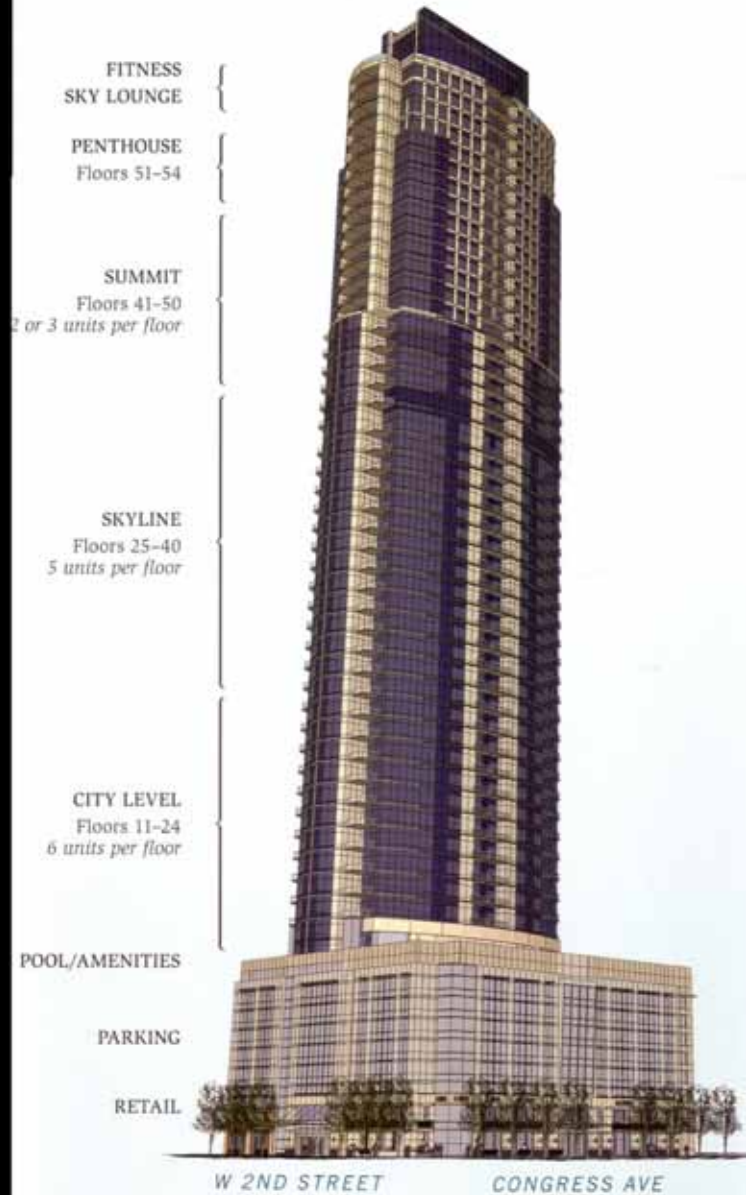 FITNESS
SKY LOUNGE
PENTHOUSE
Floors 51–54
SUMMIT
Floors 41–50
2 or 3 units per floor
SKYLINE
Floors 25–40
5 units per floor
CITY LEVEL
Floors 11–24
6 units per floor
POOL/AMENITIES
PARKING
RETAIL
W 2ND STREET
CONGRESS AVE